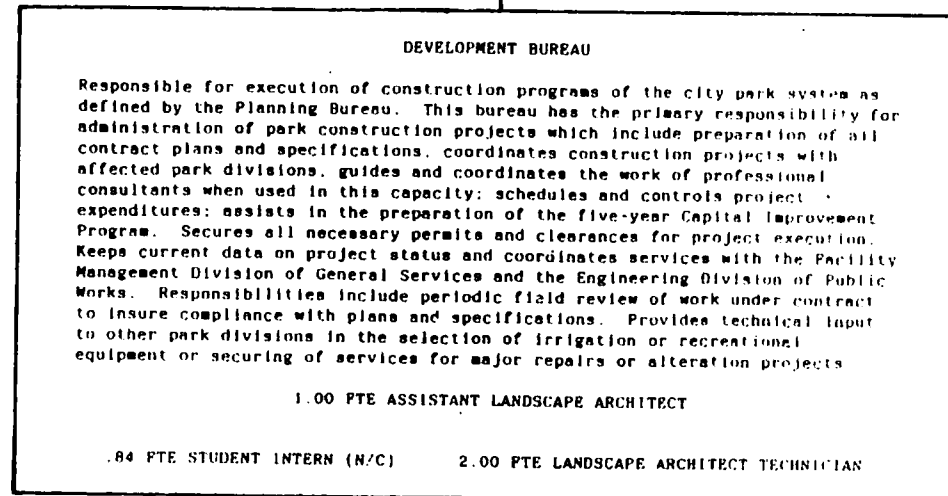 DEVELOPMENT BUREAU
Responsible for execution of construction programs of the city park system as
defined by the Planning Bureau. This bureau has the primary responsibility for
administration of park construction projects which include preparation of all
contract plans and specifications, coordinates construction projects with
affected park divisions, guides and coordinates the work of professional
consultants when used in this capacity; schedules and controls project
expenditures; assists in the preparation of the five-year Capital Improvement
Program. Secures all necessary permits and clearances for project execution.
Keeps current data on project status and coordinates services with the Facility
Management Division of General Services and the Engineering Division of Public
Works. Responsibilities include periodic field review of work under contract
to insure compliance with plans and specifications. Provides technical input
to other park divisions in the selection of irrigation or recreational
equipment or securing of services for major repairs or alteration projects
1.00 FTE ASSISTANT LANDSCAPE ARCHITECT
.84 FTE STUDENT INTERN (N/C) 2.00 FTE LANDSCAPE ARCHITECT TECHNICIAN